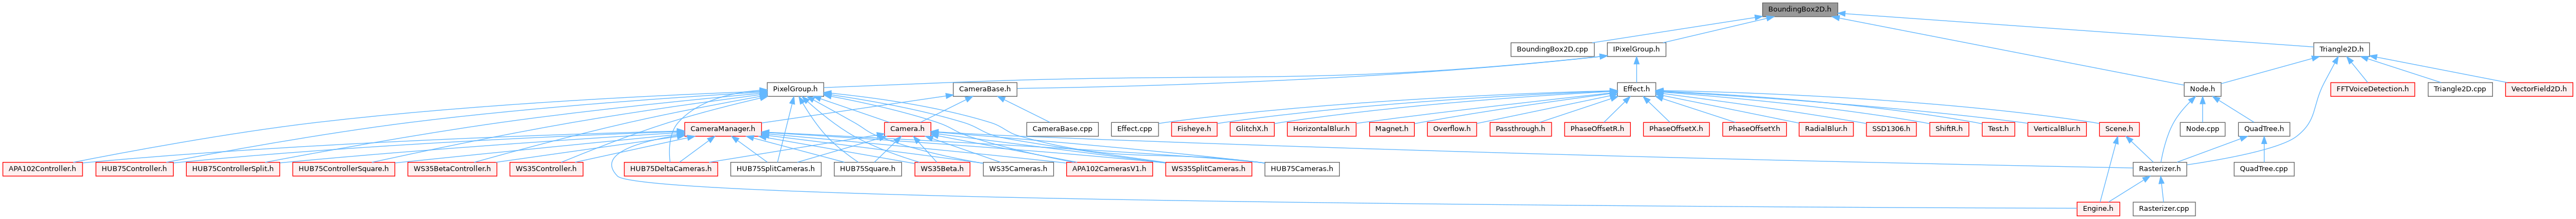 BoundingBox2D.h
BoundingBox2D.cpp
IPixelGroup.h
Triangle2D.h
PixelGroup.h
CameraBase.h
Effect.h
Node.h
FFTVoiceDetection.h
Triangle2D.cpp
VectorField2D.h
CameraManager.h
Camera.h
CameraBase.cpp
Effect.cpp
Fisheye.h
GlitchX.h
HorizontalBlur.h
Magnet.h
Overflow.h
Passthrough.h
PhaseOffsetR.h
PhaseOffsetX.h
PhaseOffsetY.h
RadialBlur.h
SSD1306.h
ShiftR.h
Test.h
VerticalBlur.h
Scene.h
Node.cpp
QuadTree.h
APA102Controller.h
HUB75Controller.h
HUB75ControllerSplit.h
HUB75ControllerSquare.h
WS35BetaController.h
WS35Controller.h
HUB75DeltaCameras.h
HUB75SplitCameras.h
HUB75Square.h
WS35Beta.h
WS35Cameras.h
APA102CamerasV1.h
WS35SplitCameras.h
HUB75Cameras.h
Rasterizer.h
QuadTree.cpp
Engine.h
Rasterizer.cpp